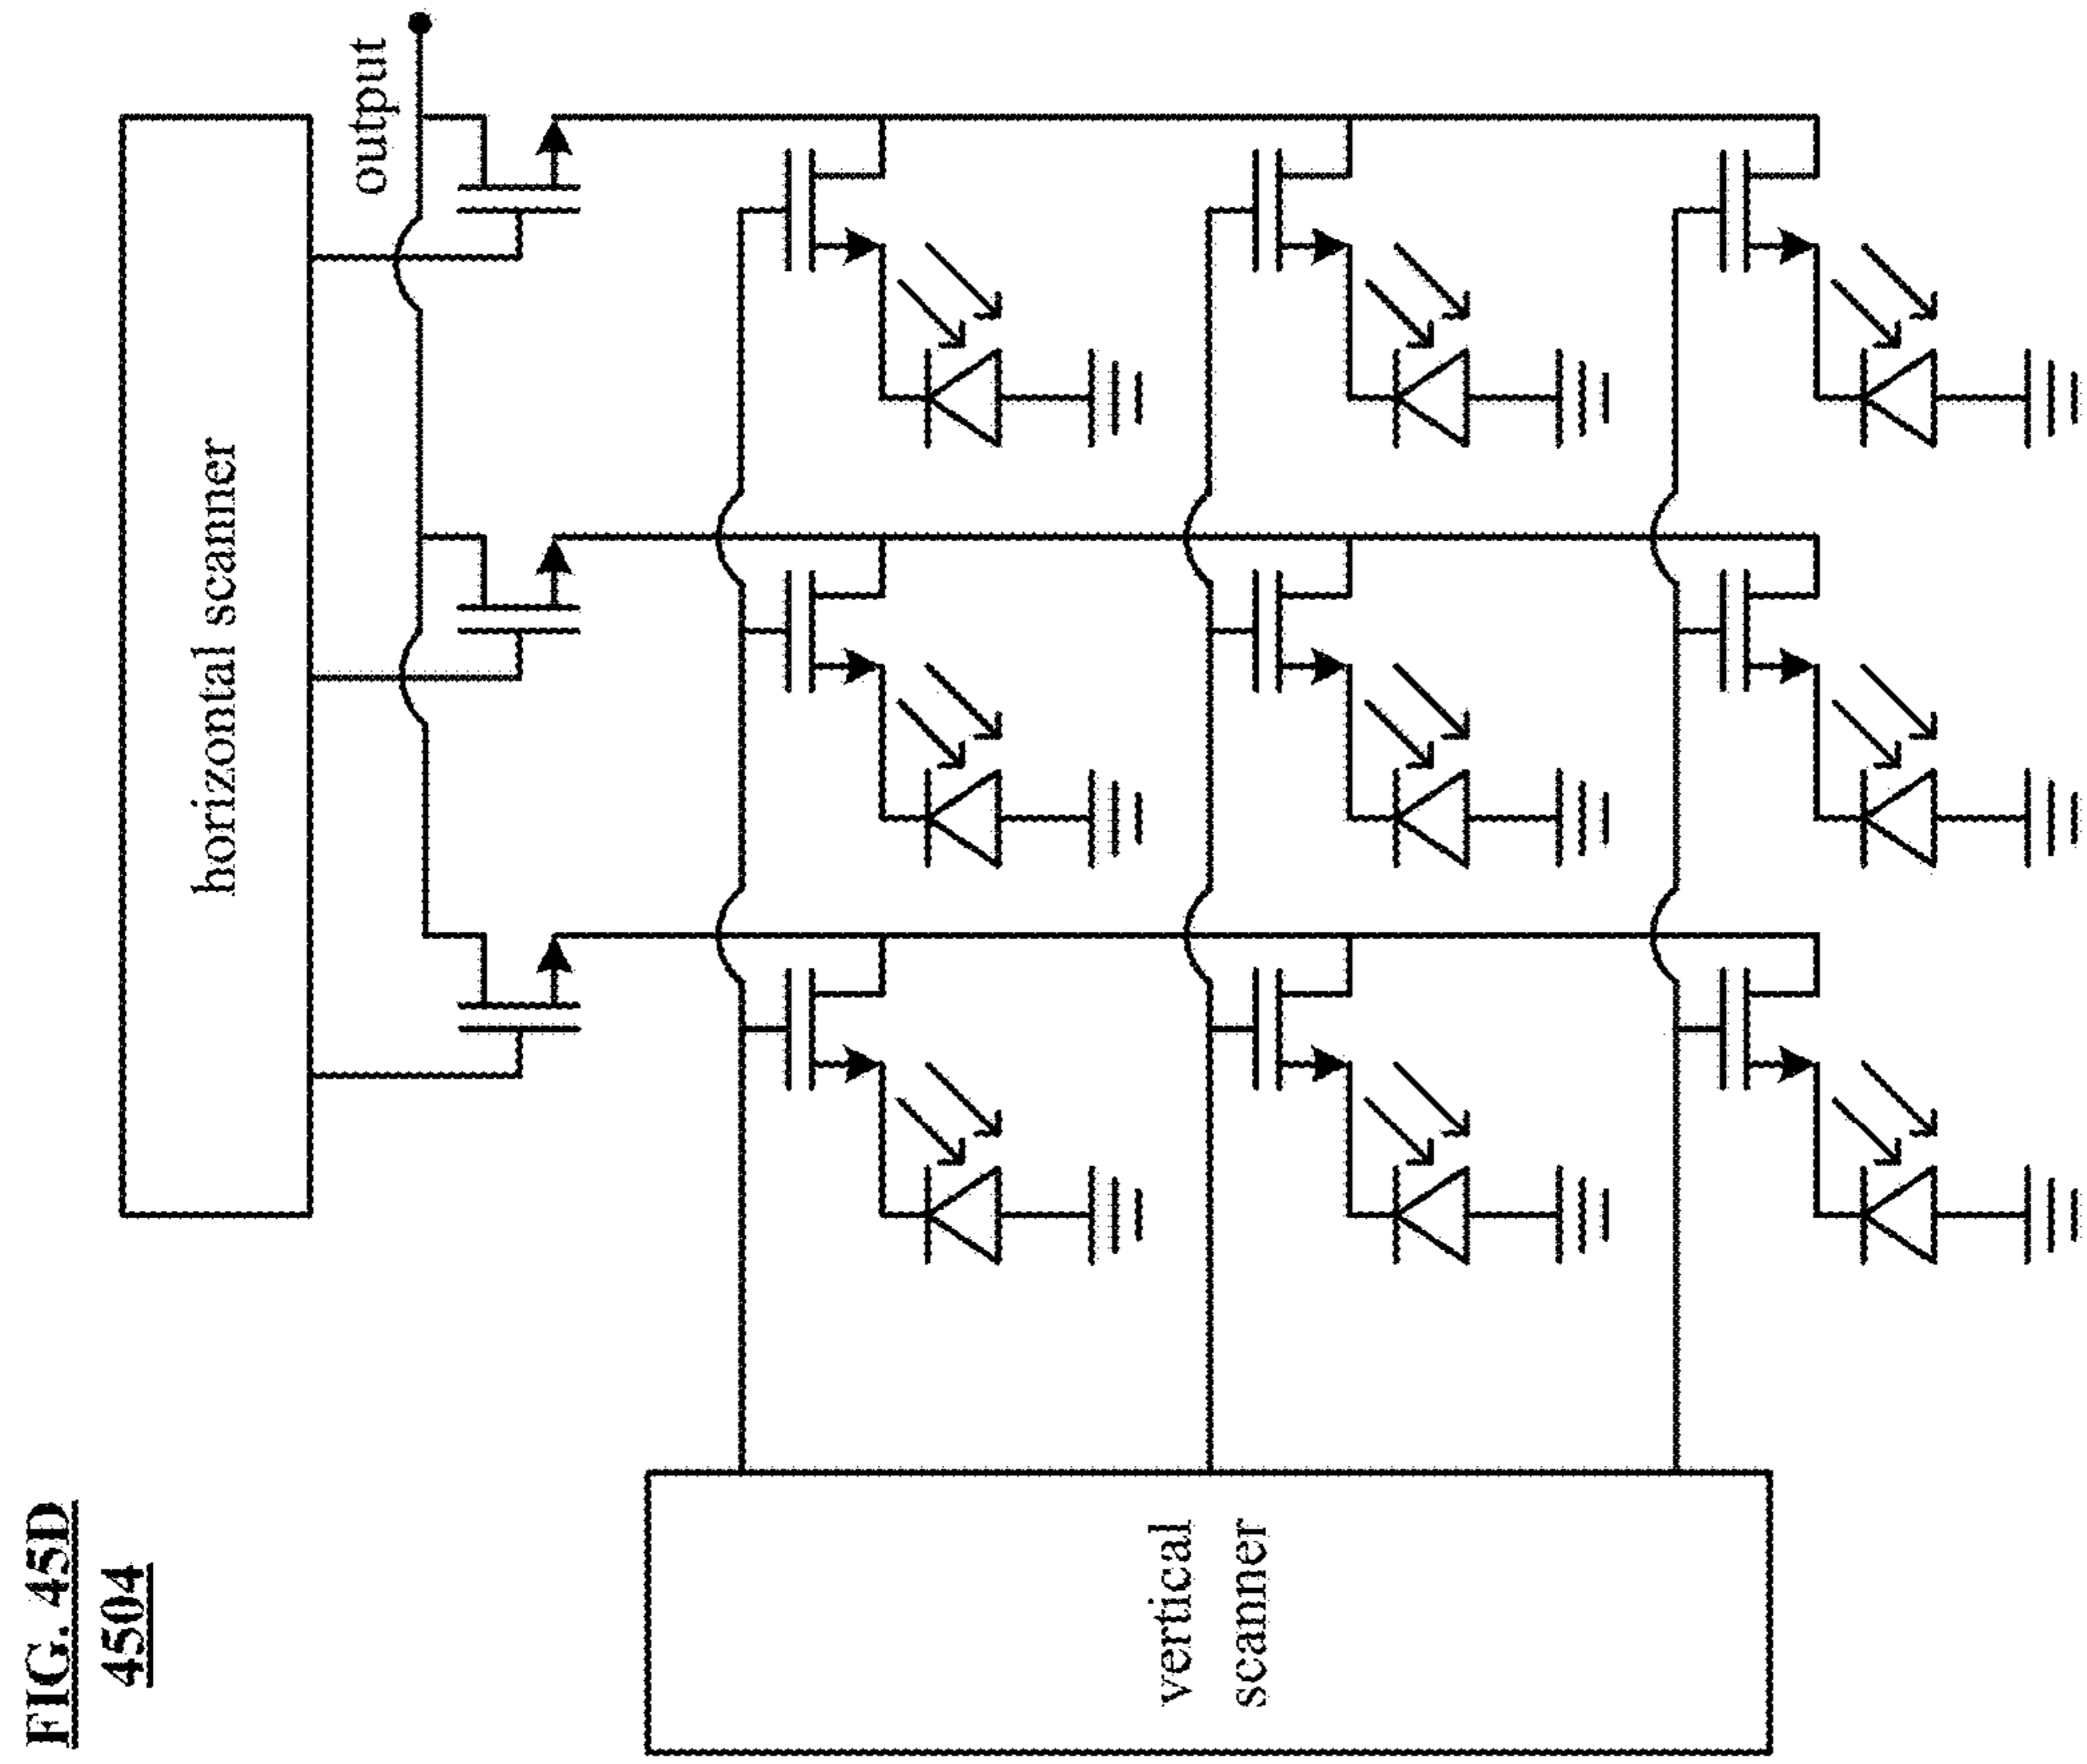 FIG. 45D
4504
horizontal scanner
output
vertical
scanner